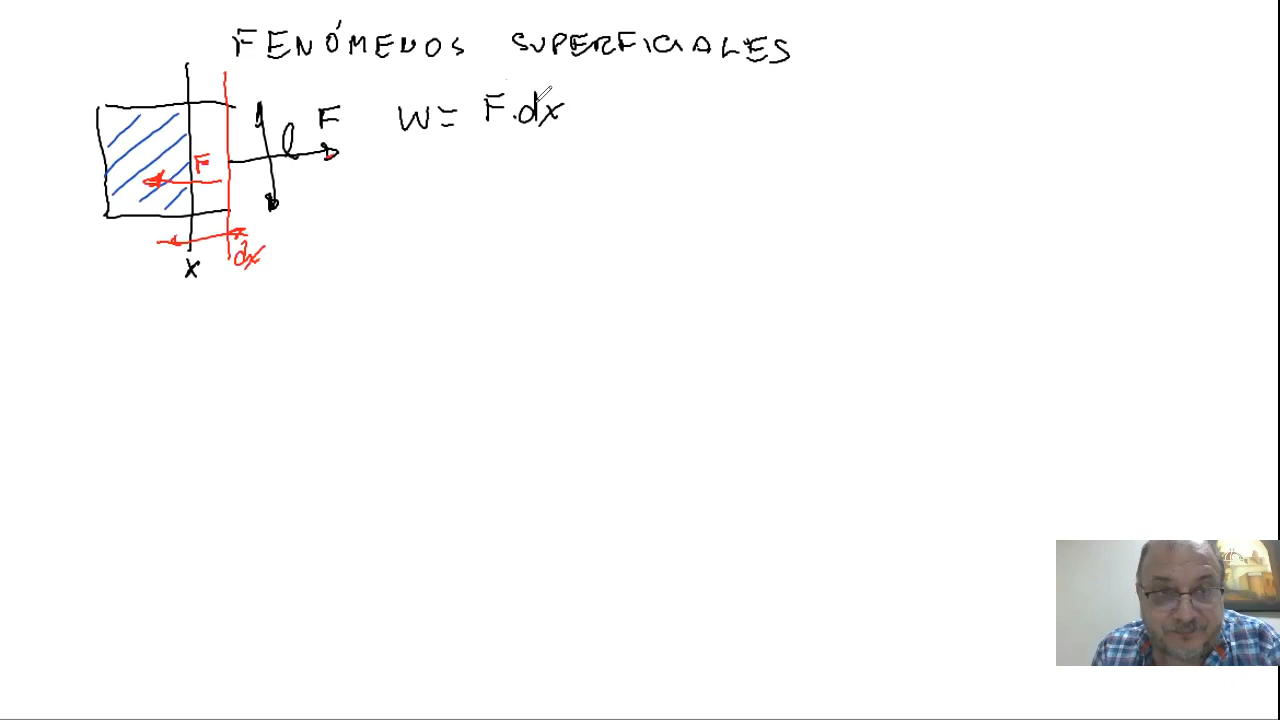 FENÓMENOS SUPERFICIALES
F l F W = F.dx
x dx